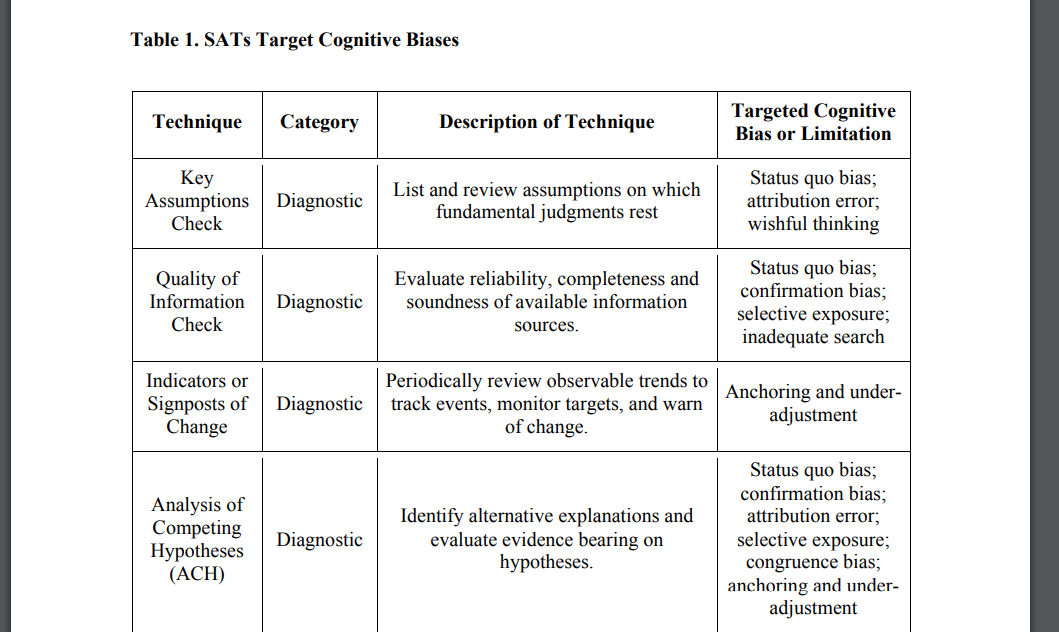 Table 1. SATs Target Cognitive Biases
Technique
Category
Description of Technique
Targeted Cognitive
Bias or Limitation
Key
Assumptions
Check
Diagnostic
List and review assumptions on which
fundamental judgments rest
Status quo bias;
attribution error;
wishful thinking
Quality of
Information
Check
Diagnostic
Evaluate reliability, completeness and
soundness of available information
sources.
Status quo bias;
confirmation bias;
selective exposure;
inadequate search
Indicators or
Signposts of
Change
Diagnostic
Periodically review observable trends to
track events, monitor targets, and warn
of change.
Anchoring and under-
adjustment
Analysis of
Competing
Hypotheses
(ACH)
Diagnostic
Identify alternative explanations and
evaluate evidence bearing on
hypotheses.
Status quo bias;
confirmation bias;
attribution error;
selective exposure;
congruence bias;
anchoring and under-
adjustment